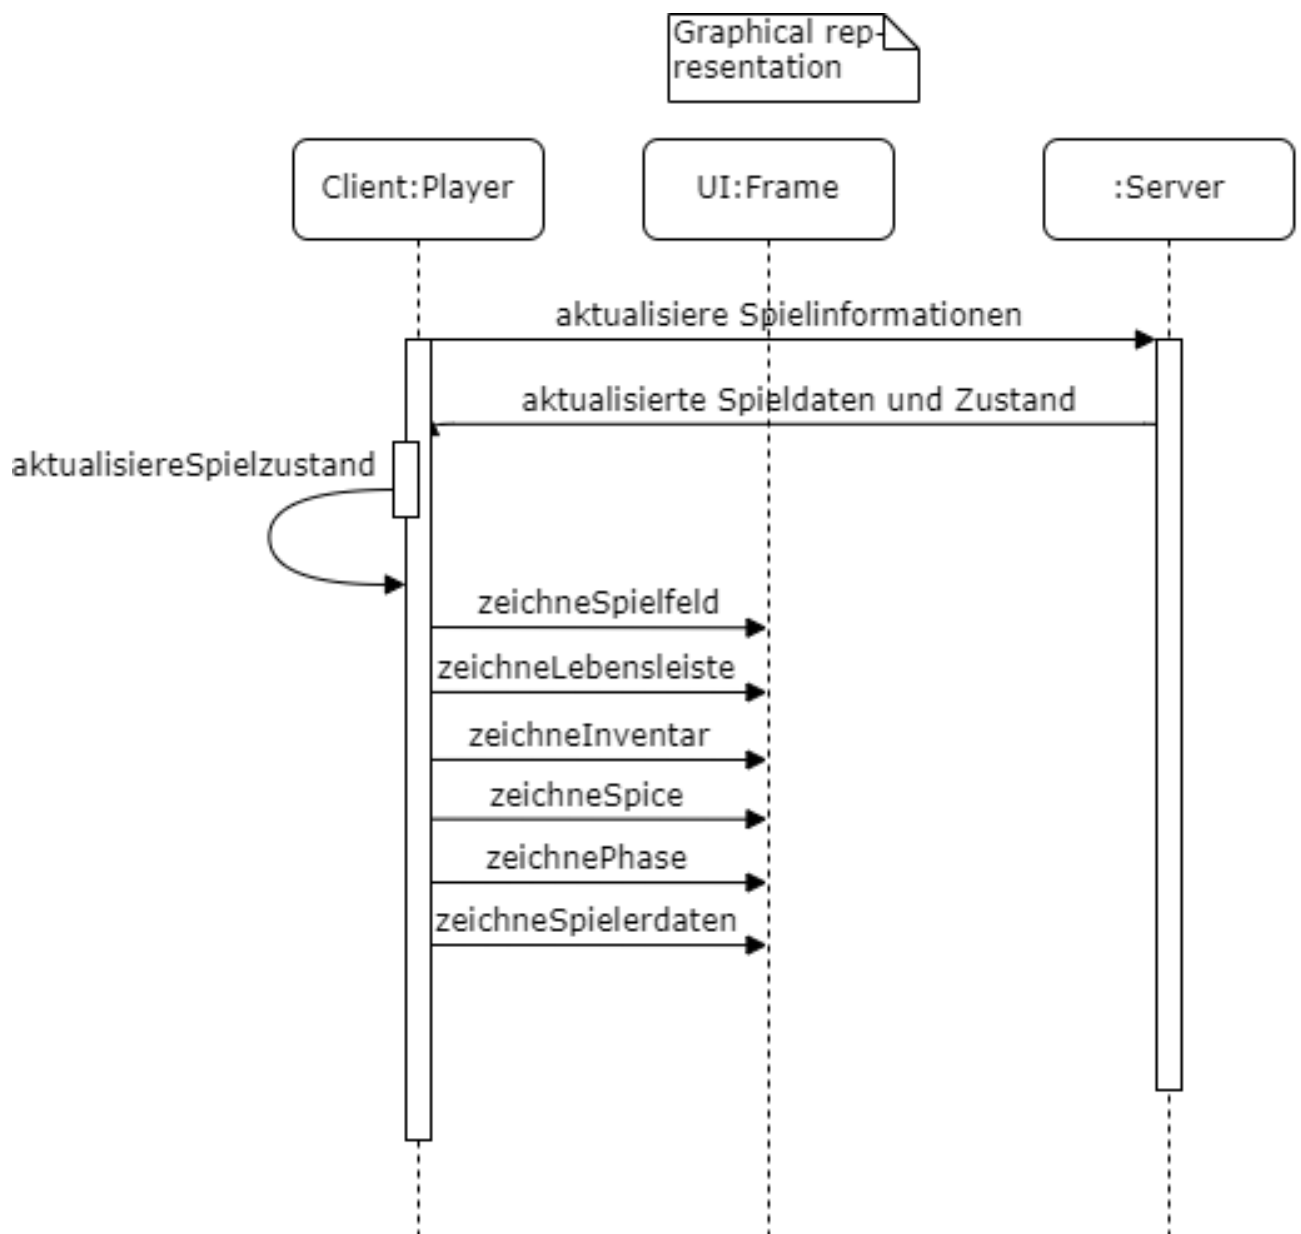 Graphical rep-
resentation
Client:Player
UI:Frame
:Server
aktualisiere Spielinformationen
aktualisierte Spieldaten und Zustand
aktualisiereSpielzustand
zeichneSpielfeld
zeichneLebensleiste
zeichneInventar
zeichneSpice
zeichnePhase
zeichneSpielerdaten